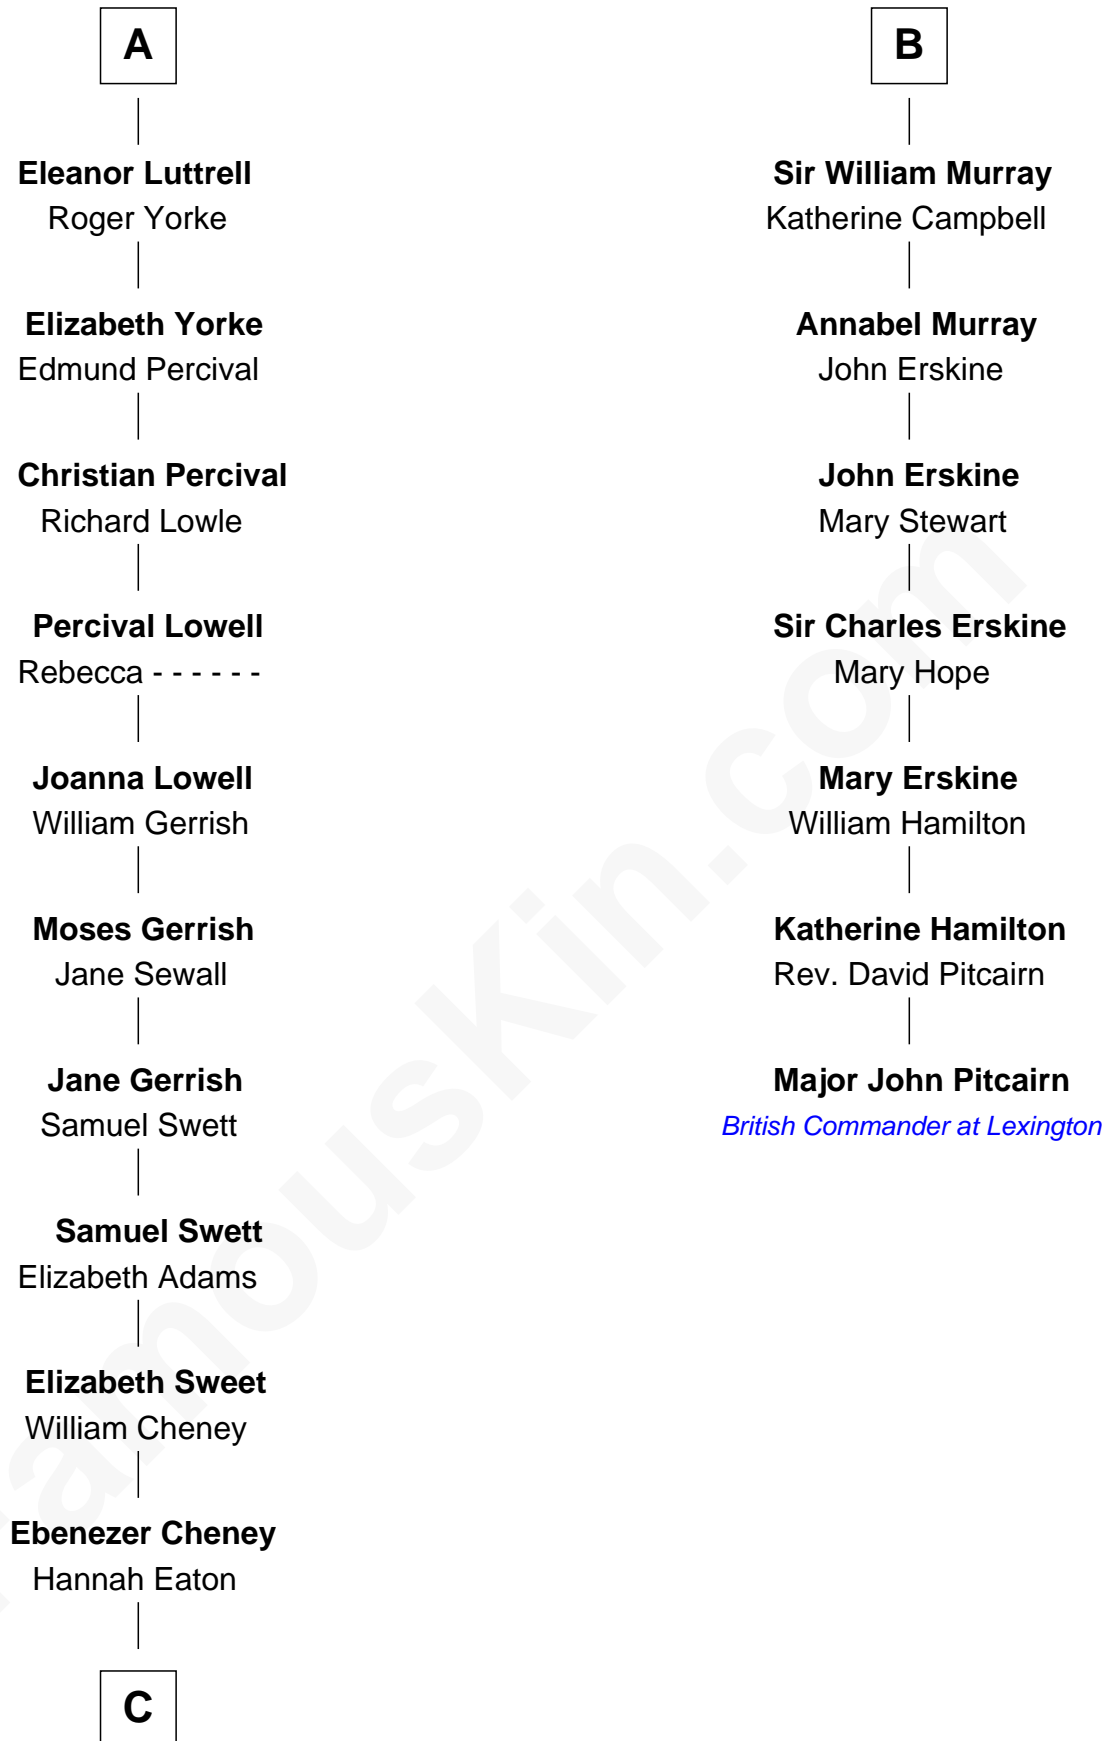 A
Eleanor Luttrell
Roger Yorke
Elizabeth Yorke
Edmund Percival
Christian Percival
Richard Lowle
Percival Lowell
Rebecca - - - - - -
Joanna Lowell
William Gerrish
Moses Gerrish
Jane Sewall
Jane Gerrish
Samuel Swett
Samuel Swett
Elizabeth Adams
Elizabeth Sweet
William Cheney
Ebenezer Cheney
Hannah Eaton
C
B
Sir William Murray
Katherine Campbell
Annabel Murray
John Erskine
John Erskine
Mary Stewart
Sir Charles Erskine
Mary Hope
Mary Erskine
William Hamilton
Katherine Hamilton
Rev. David Pitcairn
Major John Pitcairn
British Commander at Lexington
FamousKin.com